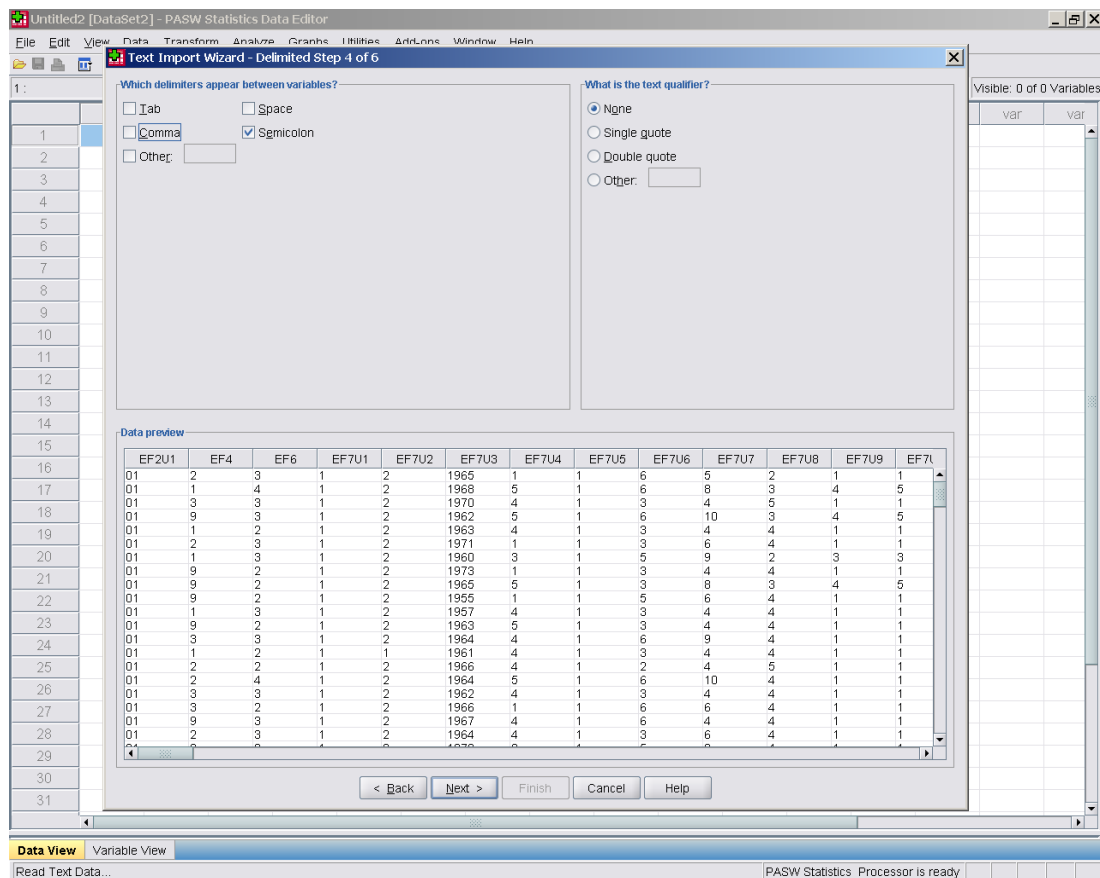 Untitled2 [DataSet2] - PASW Statistics Data Editor
File Edit View Data Transform Analyze Graphs Utilities Add-ons Window Help
Text Import Wizard - Delimited Step 4 of 6
1 :
Visible: 0 of 0 Variables
var var
Which delimiters appear between variables?
Tab Space
Comma Semicolon
Other:
What is the text qualifier?
None
Single quote
Double quote
Other:
1
2
3
4
5
6
7
8
9
10
11
12
13
14
15
16
17
18
19
20
21
22
23
24
25
26
27
28
29
30
31
Data preview
EF2U1 EF4 EF6 EF7U1 EF7U2 EF7U3 EF7U4 EF7U5 EF7U6 EF7U7 EF7U8 EF7U9 EF7U
01 2 3 1 2 1965 1 1 6 5 2 1 1
01 1 4 1 2 1968 5 1 6 8 3 4 5
01 3 3 1 2 1970 4 1 3 4 5 1 1
01 9 3 1 2 1962 5 1 6 10 3 4 5
01 1 2 1 2 1963 4 1 3 4 4 1 1
01 2 3 1 2 1971 1 1 3 6 4 1 1
01 1 3 1 2 1960 3 1 5 9 2 3 3
01 9 2 1 2 1973 1 1 3 4 4 1 1
01 9 2 1 2 1965 5 1 3 8 3 4 5
01 9 2 1 2 1955 1 1 5 6 4 1 1
01 1 3 1 2 1957 4 1 3 4 4 1 1
01 9 2 1 2 1963 5 1 3 4 4 1 1
01 3 3 1 2 1964 4 1 6 9 4 1 1
01 1 2 1 1 1961 4 1 3 4 4 1 1
01 2 2 1 2 1966 4 1 2 4 5 1 1
01 2 4 1 2 1964 5 1 6 10 4 1 1
01 3 3 1 2 1962 4 1 3 4 4 1 1
01 3 2 1 2 1966 1 1 6 6 4 1 1
01 9 3 1 2 1967 4 1 6 4 4 1 1
01 2 3 1 2 1964 4 1 3 6 4 1 1
< Back Next > Finish Cancel Help
Data View Variable View
Read Text Data...
PASW Statistics Processor is ready